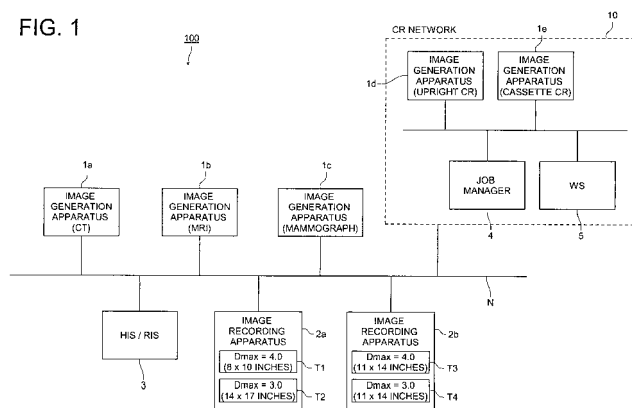 FIG. 1
100
CR NETWORK
10
1e
1d
IMAGE
GENERATION
APPARATUS
(UPRIGHT CR)
IMAGE
GENERATION
APPARATUS
(CASSETTE CR)
JOB
MANAGER
WS
4
5
1a
1b
1c
IMAGE
GENERATION
APPARATUS
(CT)
IMAGE
GENERATION
APPARATUS
(MRI)
IMAGE
GENERATION
APPARATUS
(MAMMOGRAPH)
N
HIS / RIS
3
IMAGE
RECORDING
APPARATUS
2a
Dmax = 4.0
(8 x 10 INCHES)
T1
Dmax = 3.0
(14 x 17 INCHES)
T2
IMAGE
RECORDING
APPARATUS
2b
Dmax = 4.0
(11 x 14 INCHES)
T3
Dmax = 3.0
(11 x 14 INCHES)
T4